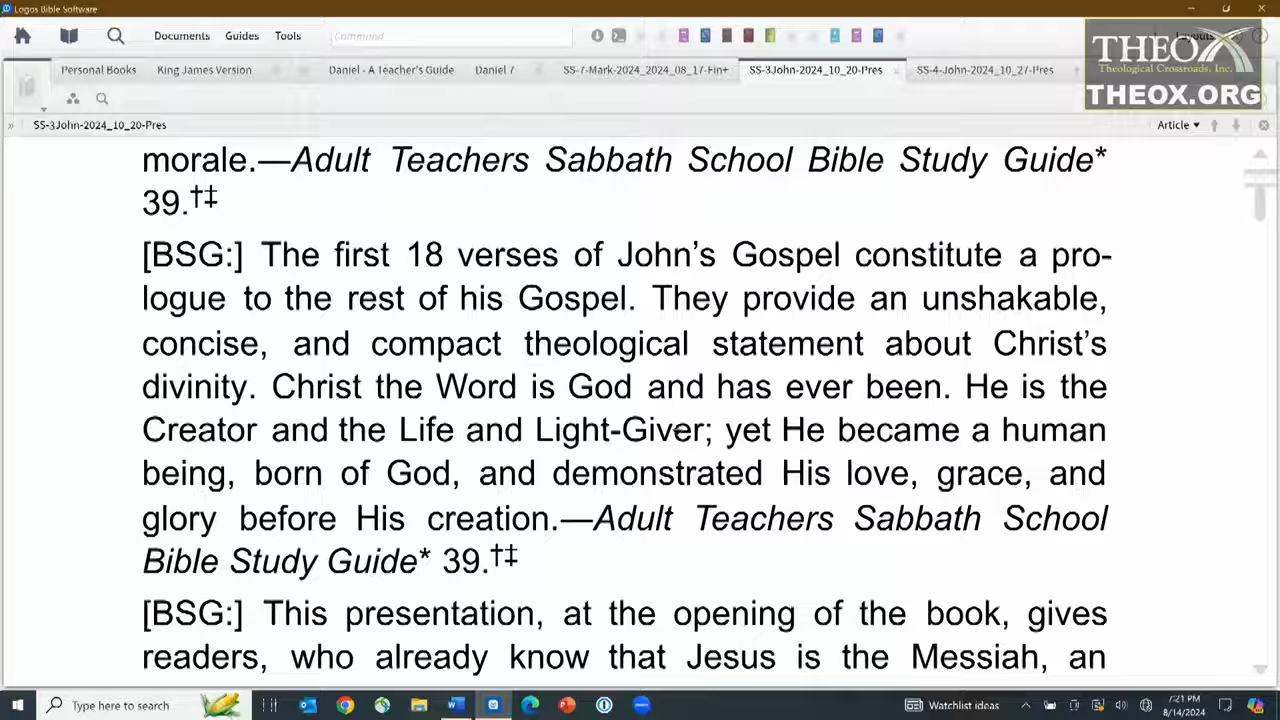 Logos Bible Software
Documents Guides Tools Command
THEOX
Theological Crossroads, Inc.
THEOX.ORG
Personal Books King James Version Daniel - A Teacher's SS-7-Mark-2024_2024_08_17-Fin+ SS-3John-2024_10_20-Pres SS-4-John-2024_10_27-Pres
SS-3John-2024_10_20-Pres Article
morale.—Adult Teachers Sabbath School Bible Study Guide*
39.†‡
[BSG:] The first 18 verses of John’s Gospel constitute a pro-
logue to the rest of his Gospel. They provide an unshakable,
concise, and compact theological statement about Christ’s
divinity. Christ the Word is God and has ever been. He is the
Creator and the Life and Light-Giver; yet He became a human
being, born of God, and demonstrated His love, grace, and
glory before His creation.—Adult Teachers Sabbath School
Bible Study Guide* 39.†‡
[BSG:] This presentation, at the opening of the book, gives
readers, who already know that Jesus is the Messiah, an
Type here to search
Watchlist ideas
7:21 PM
8/14/2024